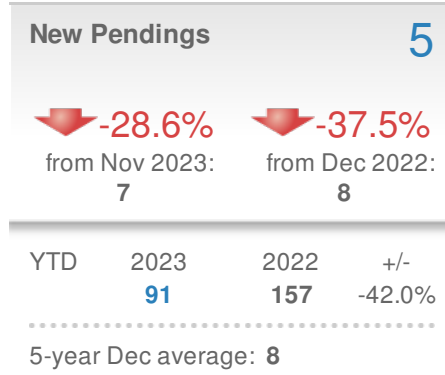 New Pendings 5
-28.6% -37.5%
from Nov 2023: from Dec 2022:
7 8
YTD 2023 2022 +/-
91 157 -42.0%
5-year Dec average: 8